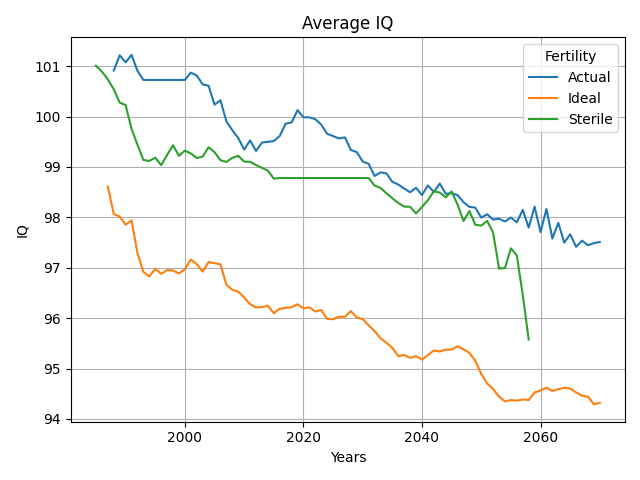 Average IQ
Fertility
Actual
Ideal
Sterile
IQ
101
100
99
98
97
96
95
94
2000
2020
2040
2060
Years